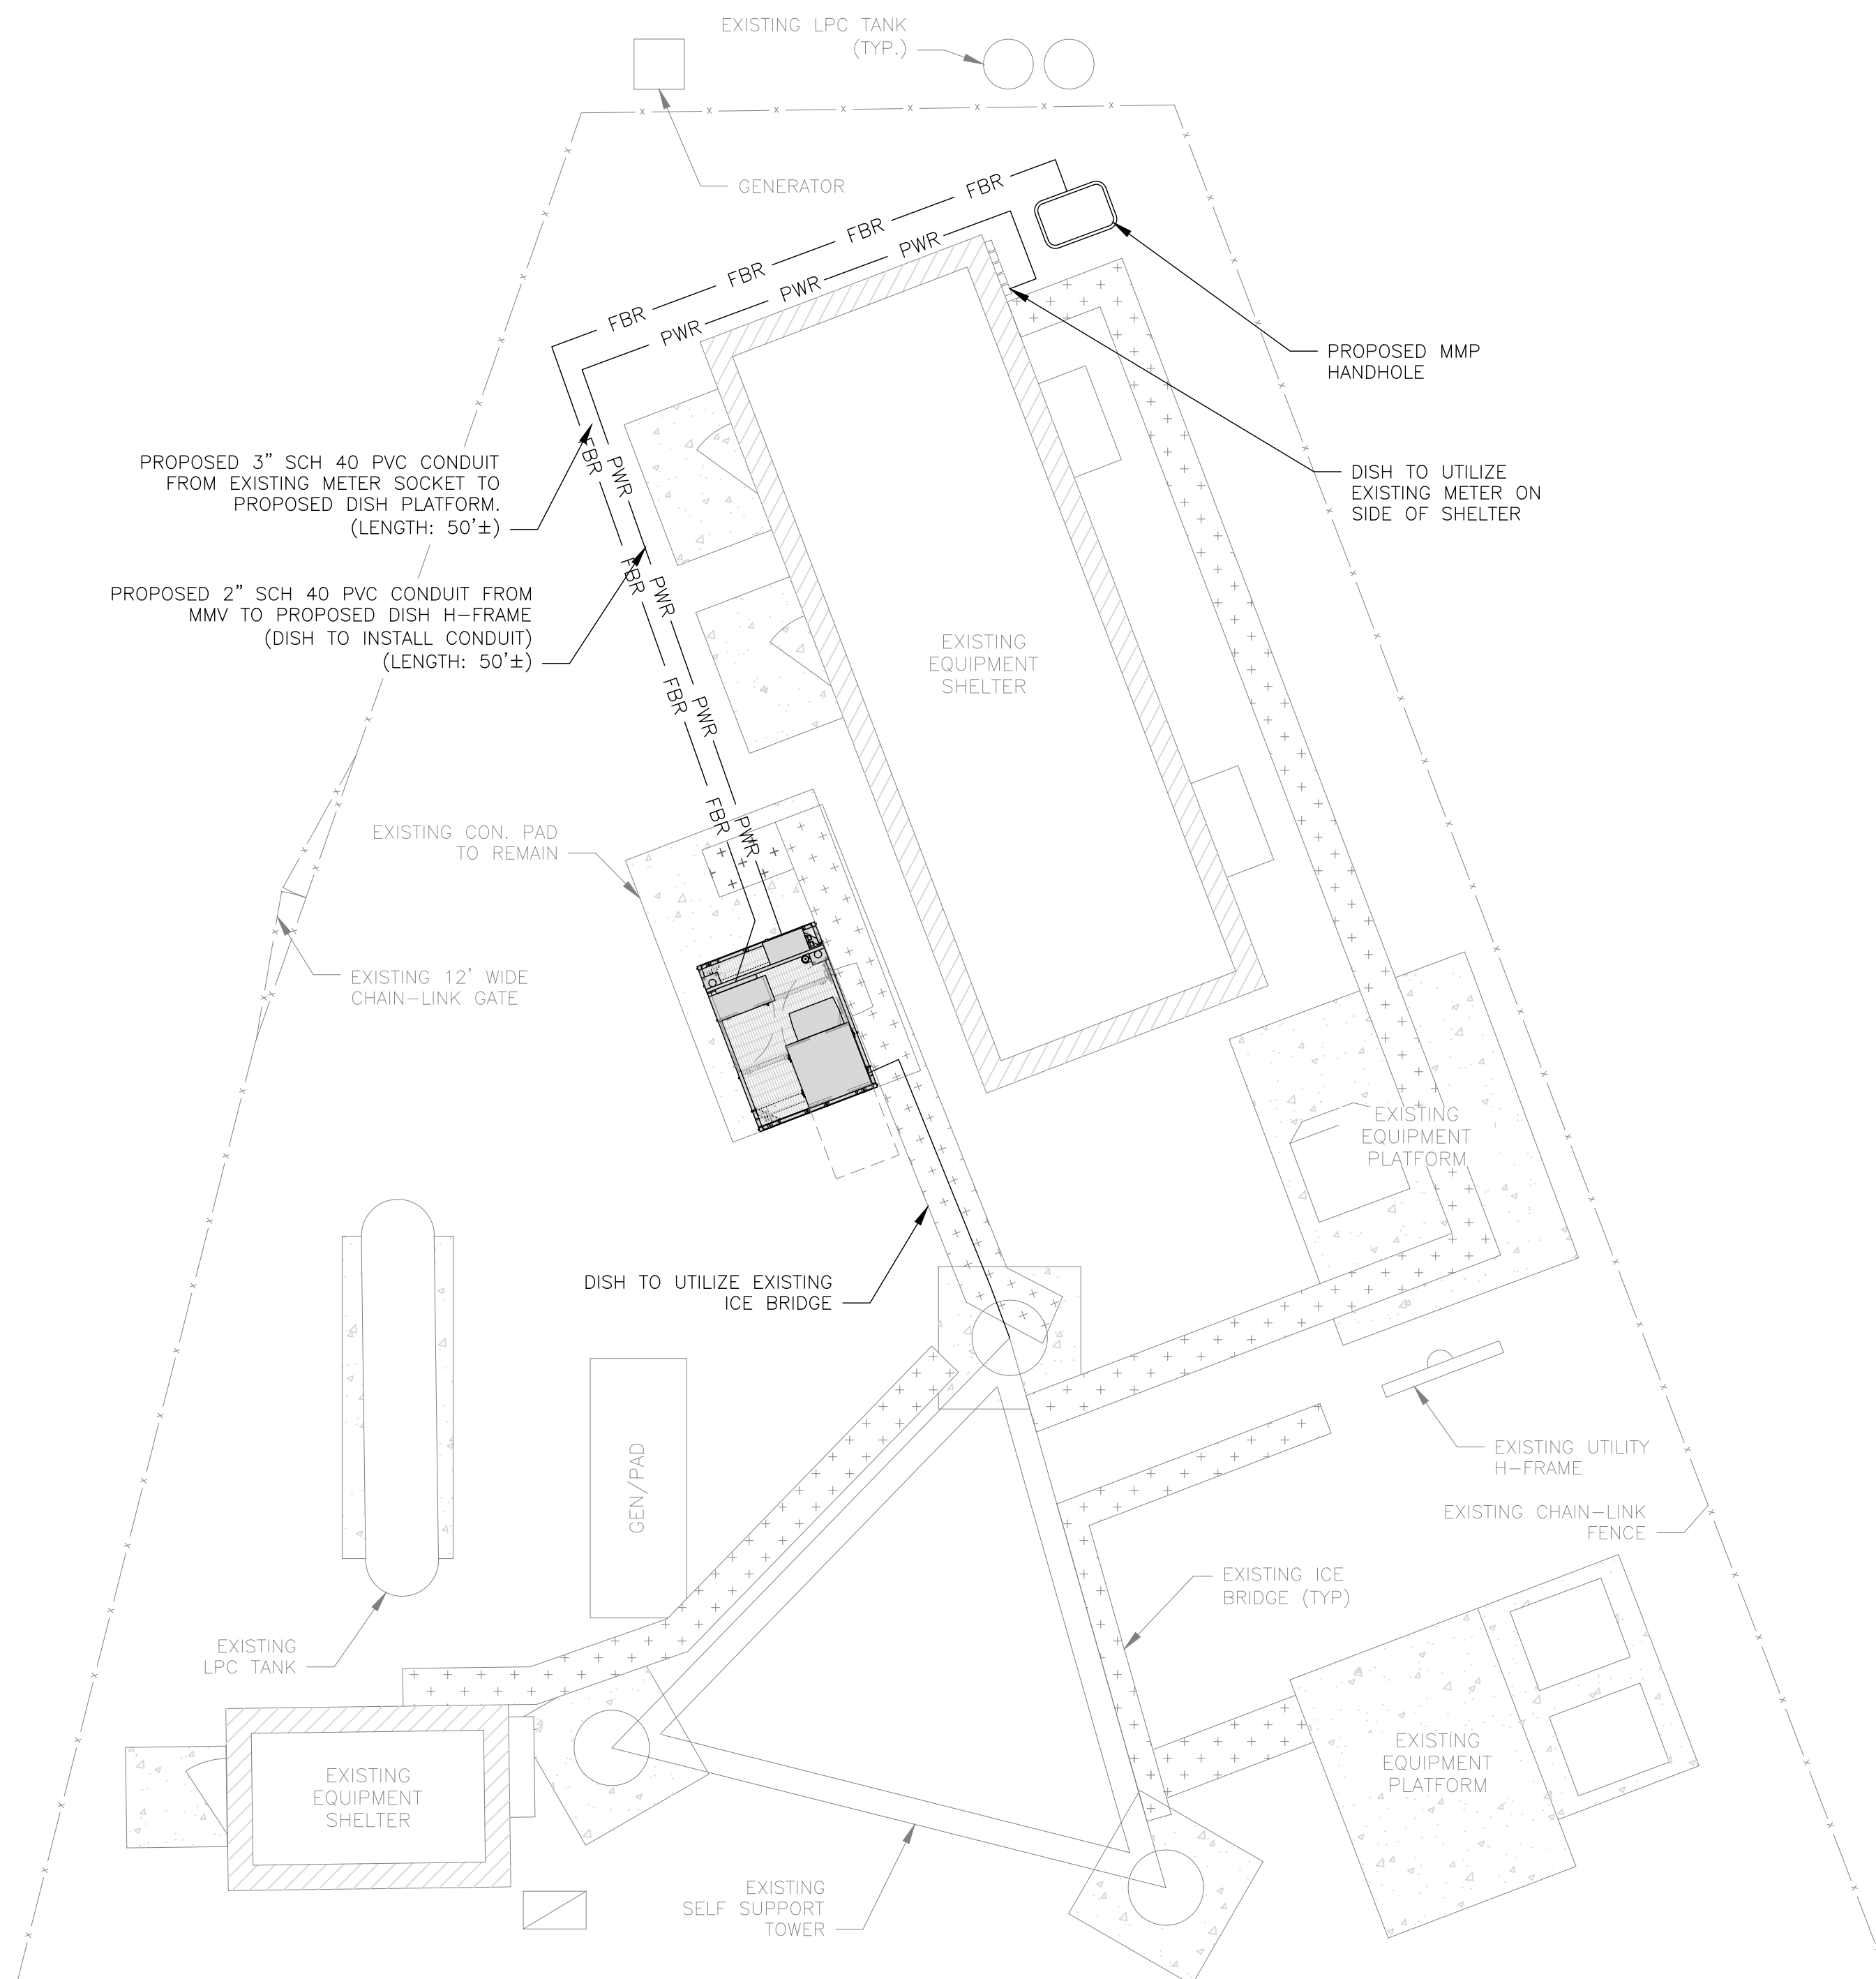 EXISTING LPC TANK
(TYP.)
GENERATOR
FBR
FBR
FBR
FBR
PWR
PWR
PWR
PROPOSED MMP
HANDHOLE
DISH TO UTILIZE
EXISTING METER ON
SIDE OF SHELTER
PROPOSED 3" SCH 40 PVC CONDUIT
FROM EXISTING METER SOCKET TO
PROPOSED DISH PLATFORM.
(LENGTH: 50'±)
FBR
PWR
PROPOSED 2" SCH 40 PVC CONDUIT FROM
MMV TO PROPOSED DISH H-FRAME
(DISH TO INSTALL CONDUIT)
(LENGTH: 50'±)
FBR
PWR
FBR
PWR
FBR
PWR
EXISTING
EQUIPMENT
SHELTER
EXISTING CON. PAD
TO REMAIN
EXISTING 12' WIDE
CHAIN-LINK GATE
EXISTING
EQUIPMENT
PLATFORM
DISH TO UTILIZE EXISTING
ICE BRIDGE
GEN/PAD
EXISTING UTILITY
H-FRAME
EXISTING CHAIN-LINK
FENCE
EXISTING ICE
BRIDGE (TYP)
EXISTING
LPC TANK
EXISTING
EQUIPMENT
SHELTER
EXISTING
EQUIPMENT
PLATFORM
EXISTING
SELF SUPPORT
TOWER